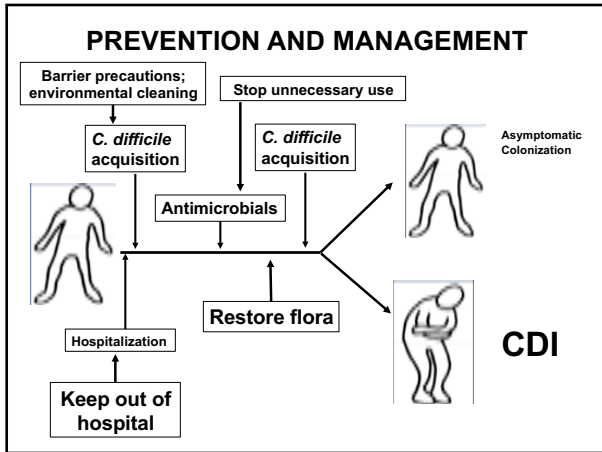 PREVENTION AND MANAGEMENT
Barrier precautions;
environmental cleaning
Stop unnecessary use
C. difficile
acquisition
C. difficile
acquisition
Asymptomatic
Colonization
Antimicrobials
Restore flora
Hospitalization
CDI
Keep out of
hospital